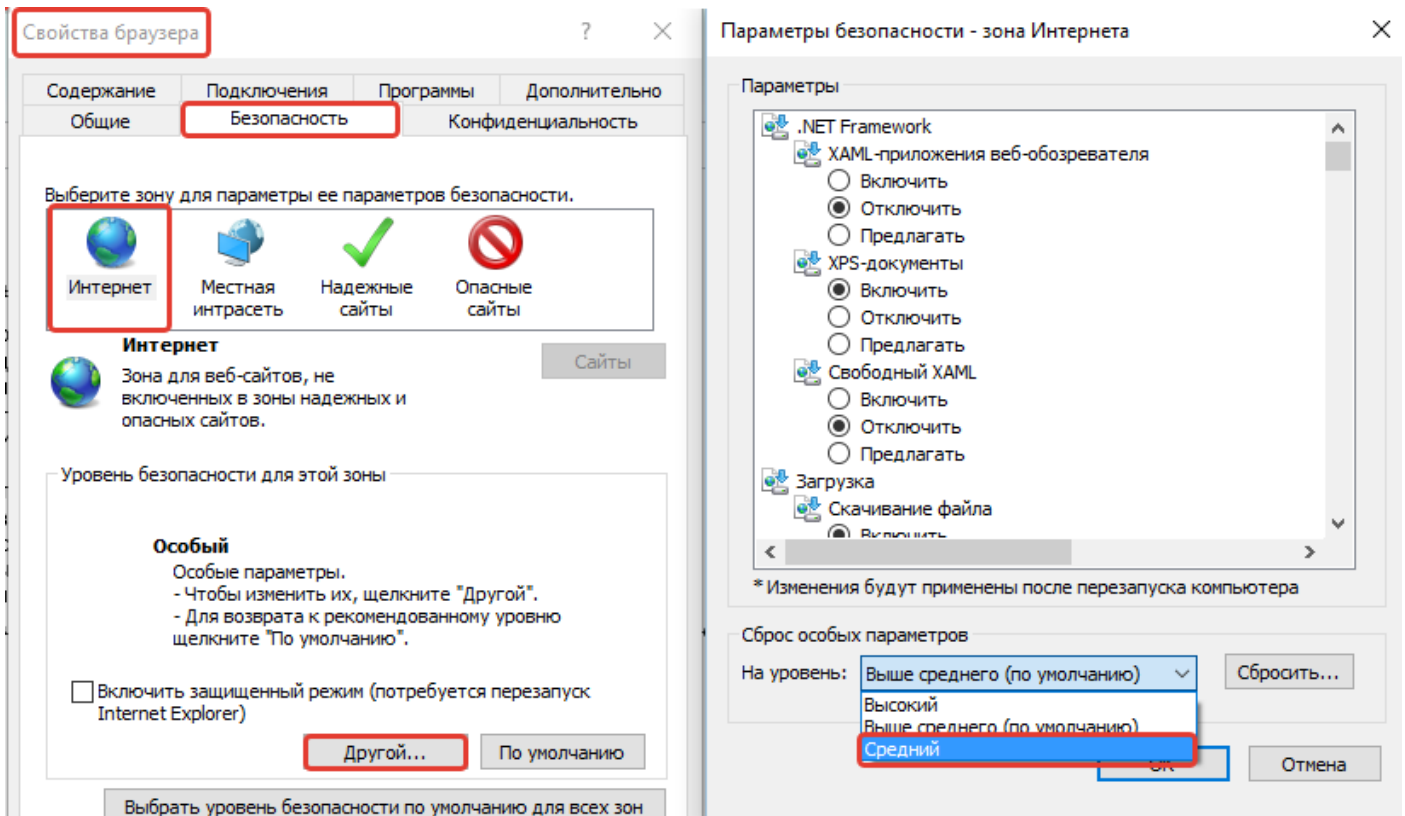 Свойства браузера
?
Содержание Подключения Программы Дополнительно
Общие Безопасность Конфиденциальность
Выберите зону для параметры ее параметров безопасности.
Интернет
Местная
интрасеть
Надежные
сайты
Опасные
сайты
Интернет
Зона для веб-сайтов, не
включенных в зоны надежных и
опасных сайтов.
Сайты
Уровень безопасности для этой зоны
Особый
Особые параметры.
- Чтобы изменить их, щелкните "Другой".
- Для возврата к рекомендованному уровню
щелкните "По умолчанию".
Включить защищенный режим (потребуется перезапуск
Internet Explorer)
Другой... По умолчанию
Выбрать уровень безопасности по умолчанию для всех зон
Параметры безопасности - зона Интернета
Параметры
.NET Framework
XAML-приложения веб-обозревателя
Включить
Отключить
Предлагать
XPS-документы
Включить
Отключить
Предлагать
Свободный XAML
Включить
Отключить
Предлагать
Загрузка
Скачивание файла
Включить
* Изменения будут применены после перезапуска компьютера
Сброс особых параметров
На уровень: Выше среднего (по умолчанию) Сбросить...
Высокий
Выше среднего (по умолчанию)
Средний
OK Отмена